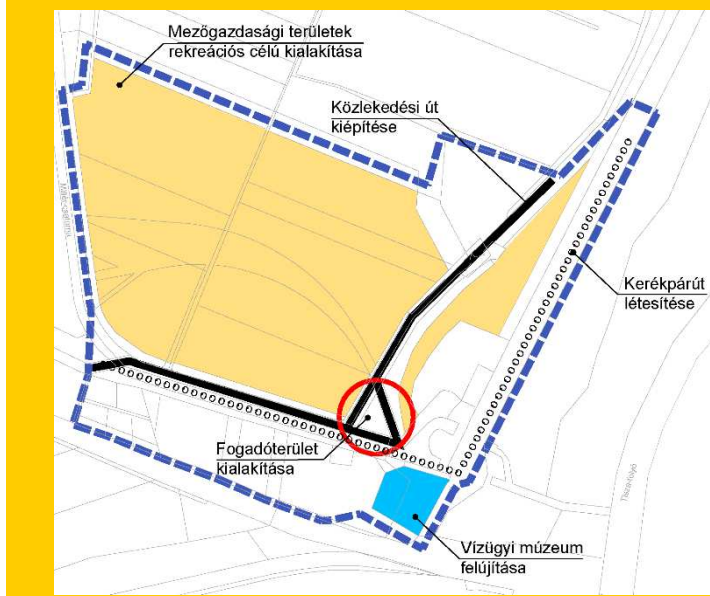 Mezőgazdasági területek
rekreációs célú kialakítása
Közlekedési út
kiépítése
Kerékpárút
létesítése
Fogadóterület
kialakítása
Vízügyi múzeum
felújítása